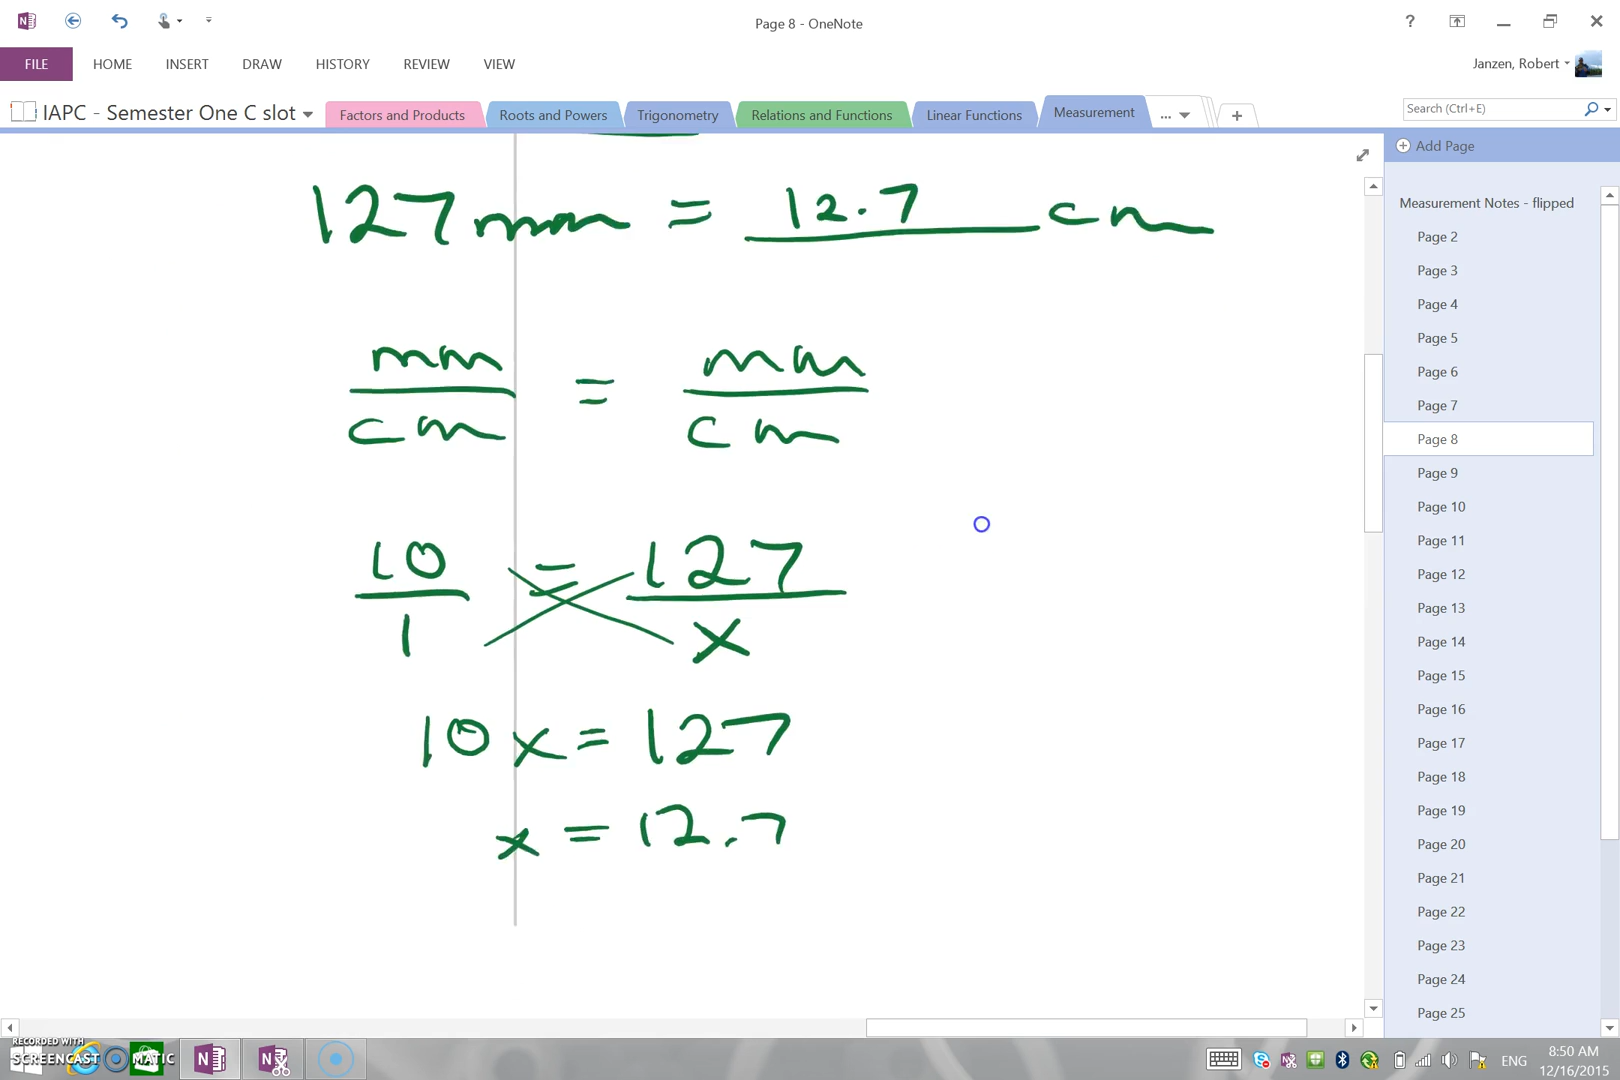 Page 8 - OneNote
?
FILE HOME INSERT DRAW HISTORY REVIEW VIEW
Janzen, Robert
IAPC - Semester One C slot
Factors and Products
Roots and Powers
Trigonometry
Relations and Functions
Linear Functions
Measurement
...
+
Search (Ctrl+E)
Add Page
Measurement Notes - flipped
Page 2
Page 3
Page 4
Page 5
Page 6
Page 7
Page 8
Page 9
Page 10
Page 11
Page 12
Page 13
Page 14
Page 15
Page 16
Page 17
Page 18
Page 19
Page 20
Page 21
Page 22
Page 23
Page 24
Page 25
127 mm = 12.7 cm
mm = mm
cm cm
10 = 127
1 x
10x = 127
x = 12.7
RECORDED WITH
SCREENCAST MATIC
ENG
8:50 AM
12/16/2015